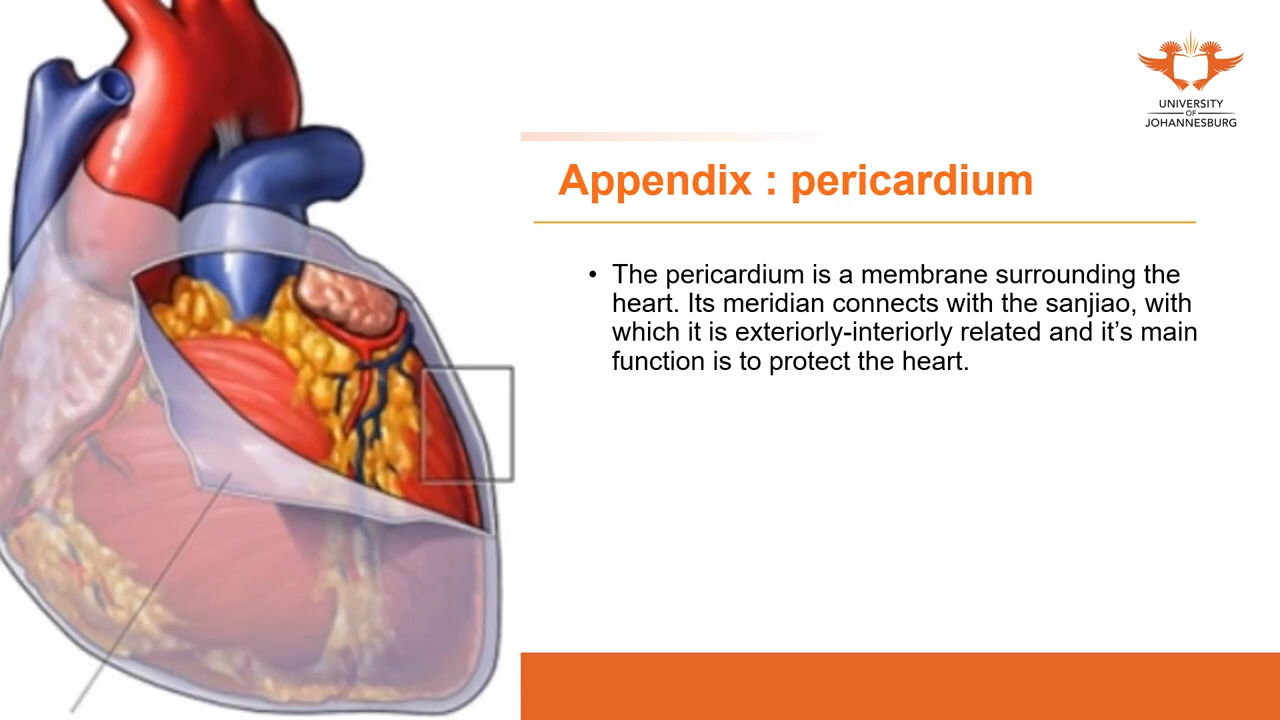 UNIVERSITY
OF
JOHANNESBURG
Appendix : pericardium
• The pericardium is a membrane surrounding the
heart. Its meridian connects with the sanjiao, with
which it is exteriorly-interiorly related and it’s main
function is to protect the heart.